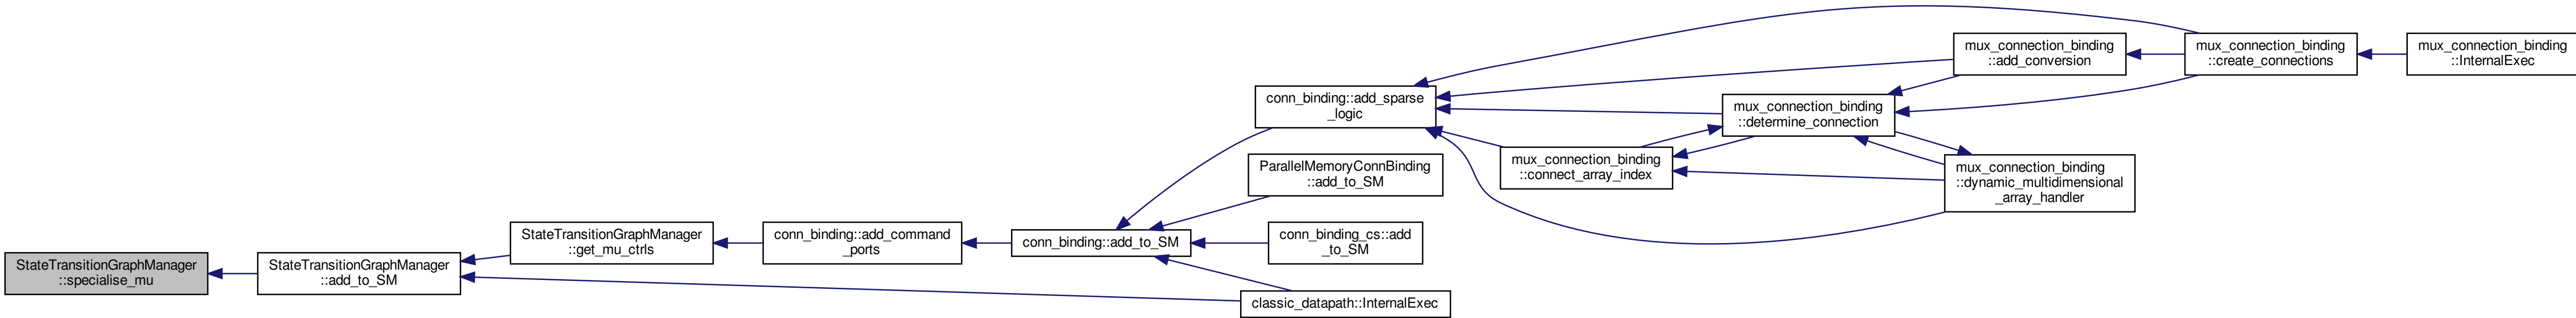 StateTransitionGraphManager
::specialise_mu
StateTransitionGraphManager
::add_to_SM
StateTransitionGraphManager
::get_mu_ctrls
conn_binding::add_command
_ports
conn_binding::add_to_SM
conn_binding::add_sparse
_logic
ParallelMemoryConnBinding
::add_to_SM
conn_binding_cs::add
_to_SM
classic_datapath::InternalExec
mux_connection_binding
::connect_array_index
mux_connection_binding
::determine_connection
mux_connection_binding
::add_conversion
mux_connection_binding
::dynamic_multidimensional
_array_handler
mux_connection_binding
::create_connections
mux_connection_binding
::InternalExec